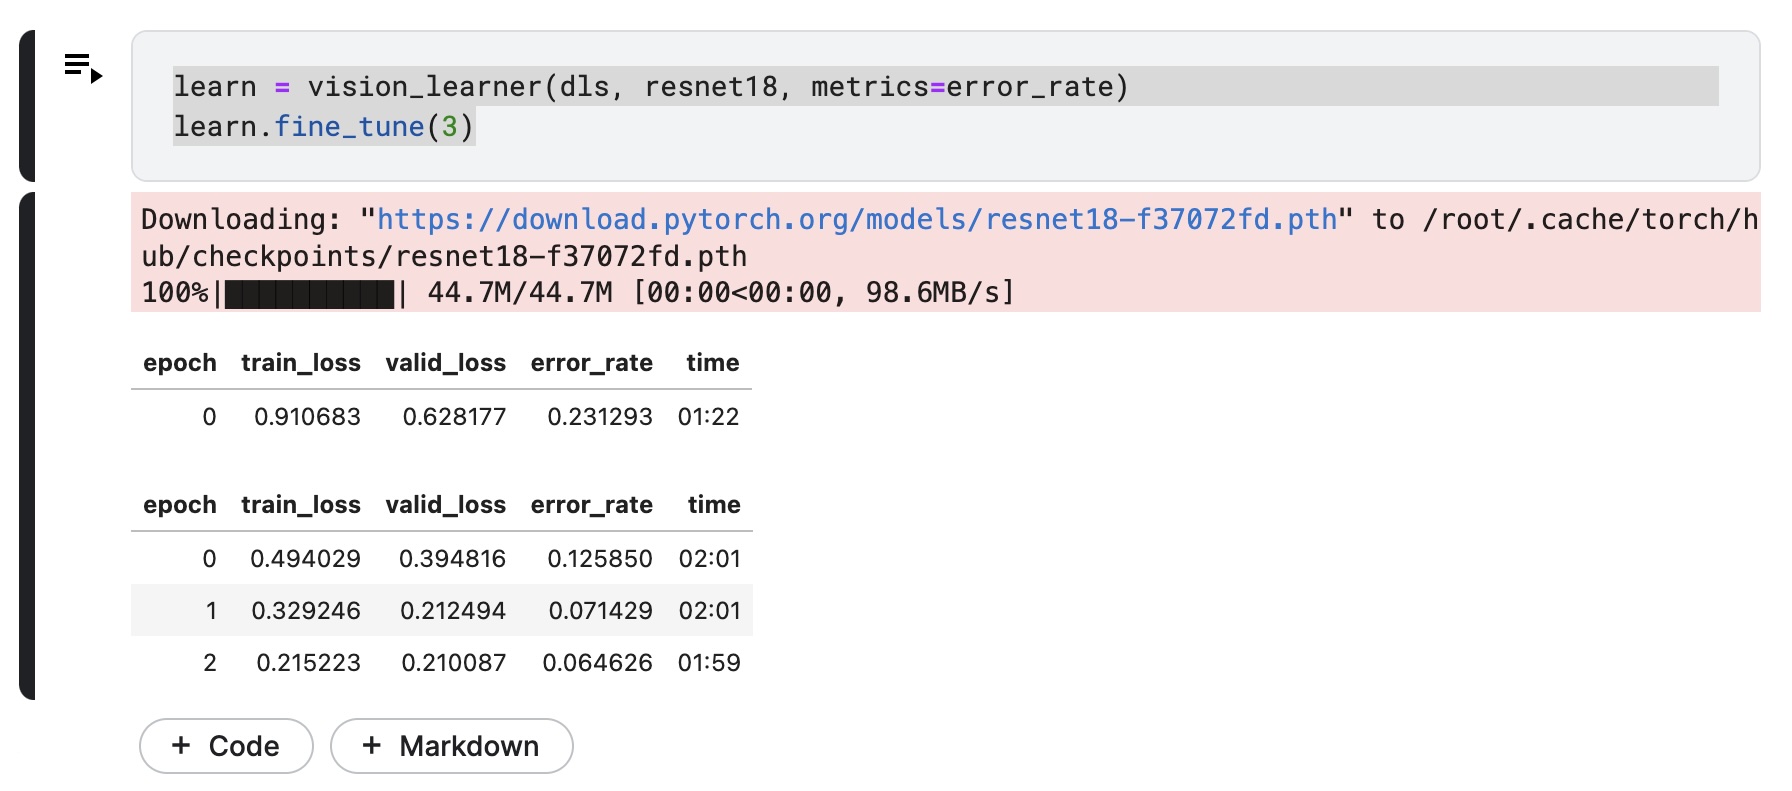 learn = vision_learner(dls, resnet18, metrics=error_rate)
learn.fine_tune(3)
Downloading: "https://download.pytorch.org/models/resnet18-f37072fd.pth" to /root/.cache/torch/h
ub/checkpoints/resnet18-f37072fd.pth
100%|██████████| 44.7M/44.7M [00:00<00:00, 98.6MB/s]
epoch train_loss valid_loss error_rate time
0 0.910683 0.628177 0.231293 01:22
epoch train_loss valid_loss error_rate time
0 0.494029 0.394816 0.125850 02:01
1 0.329246 0.212494 0.071429 02:01
2 0.215223 0.210087 0.064626 01:59
+ Code + Markdown